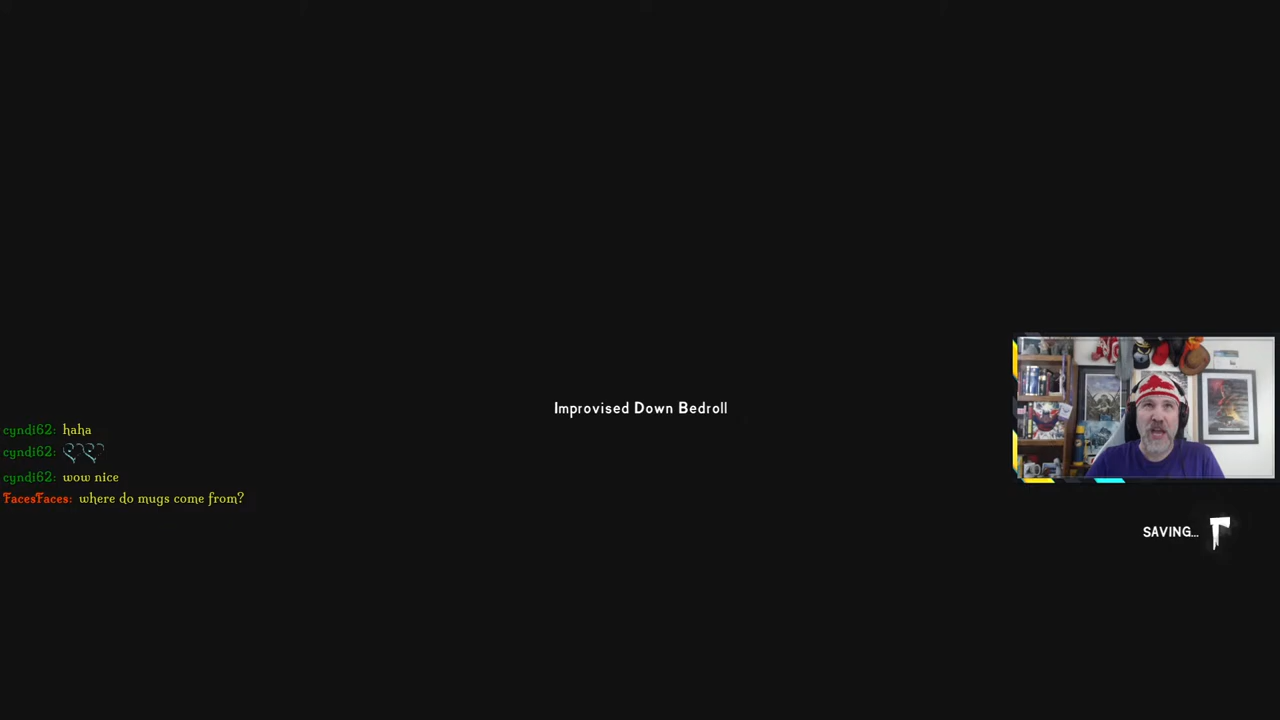 Improvised Down Bedroll
cyndi62: haha
cyndi62:
cyndi62: wow nice
FacesFaces: where do mugs come from?
SAVING...